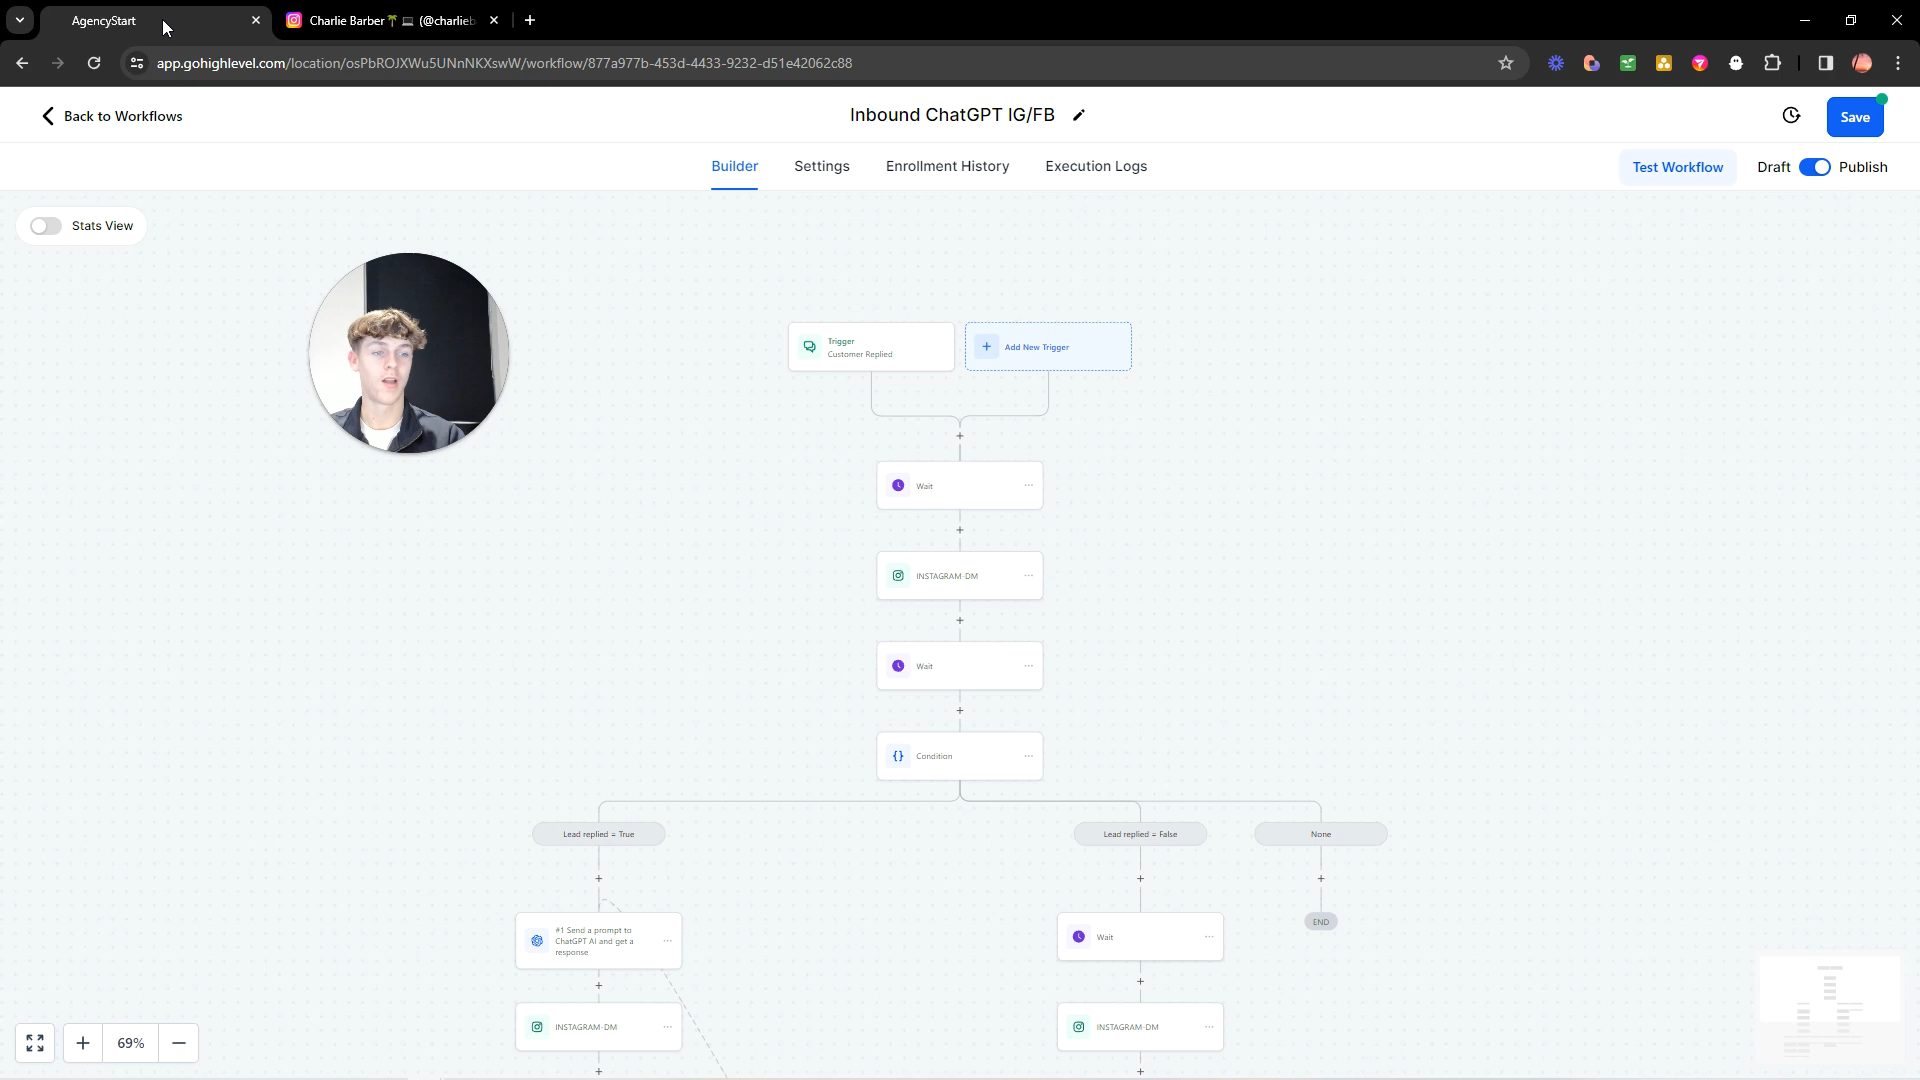 AgencyStart
Charlie Barber🌴💻 (@charlieb
app.gohighlevel.com/location/osPbROJXWu5UNnNKXswW/workflow/877a977b-453d-4433-9232-d51e42062c88
Back to Workflows
Inbound ChatGPT IG/FB
Save
Builder
Settings
Enrollment History
Execution Logs
Test Workflow
Draft
Publish
Stats View
Trigger
Customer Replied
Add New Trigger
Wait
INSTAGRAM-DM
Wait
Condition
Lead replied = True
Lead replied = False
None
#1 Send a prompt to
ChatGPT AI and get a
response
Wait
END
INSTAGRAM-DM
INSTAGRAM-DM
69%